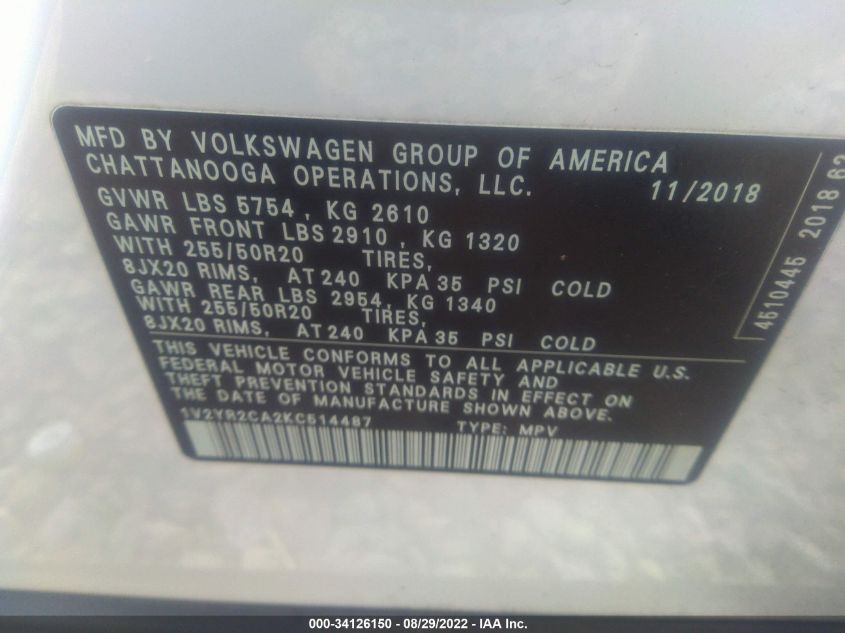 MFD BY VOLKSWAGEN GROUP OF AMERICA
CHATTANOOGA OPERATIONS, LLC. 11/2018
GVWR LBS 5754 , KG 2610
GAWR FRONT LBS 2910 , KG 1320
WITH 255/50R20 TIRES,
8JX20 RIMS, AT 240 KPA 35 PSI COLD
GAWR REAR LBS 2954, KG 1340
WITH 255/50R20 TIRES,
8JX20 RIMS, AT 240 KPA 35 PSI COLD
THIS VEHICLE CONFORMS TO ALL APPLICABLE U.S.
FEDERAL MOTOR VEHICLE SAFETY AND
THEFT PREVENTION STANDARDS IN EFFECT ON
THE DATE OF MANUFACTURE SHOWN ABOVE.
1V2YR2CA2KC514487 TYPE: MPV
4510445 2018 62
000-34126150 - 08/29/2022 - IAA Inc.